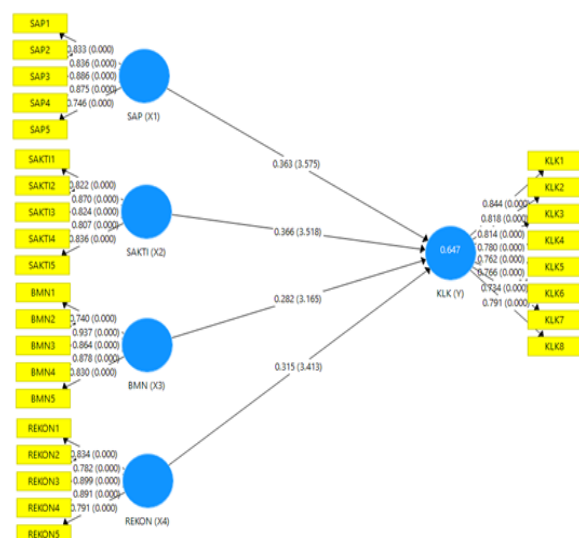 SAP1
SAP2
SAP3
SAP4
SAP5
0.833 (0.000)
0.836 (0.000)
0.886 (0.000)
0.875 (0.000)
0.746 (0.000)
SAP (X1)
0.363 (3.575)
SAKTI1
SAKTI2
SAKTI3
SAKTI4
SAKTI5
0.822 (0.000)
0.870 (0.000)
0.824 (0.000)
0.807 (0.000)
0.836 (0.000)
SAKTI (X2)
0.366 (3.518)
BMN1
BMN2
BMN3
BMN4
BMN5
0.740 (0.000)
0.937 (0.000)
0.864 (0.000)
0.878 (0.000)
0.830 (0.000)
BMN (X3)
0.282 (3.165)
REKON1
REKON2
REKON3
REKON4
REKON5
0.834 (0.000)
0.782 (0.000)
0.899 (0.000)
0.891 (0.000)
0.791 (0.000)
REKON (X4)
0.315 (3.413)
0.647
KLK (Y)
0.844 (0.000)
0.818 (0.000)
0.814 (0.000)
0.780 (0.000)
0.762 (0.000)
0.766 (0.000)
0.734 (0.000)
0.791 (0.000)
KLK1
KLK2
KLK3
KLK4
KLK5
KLK6
KLK7
KLK8